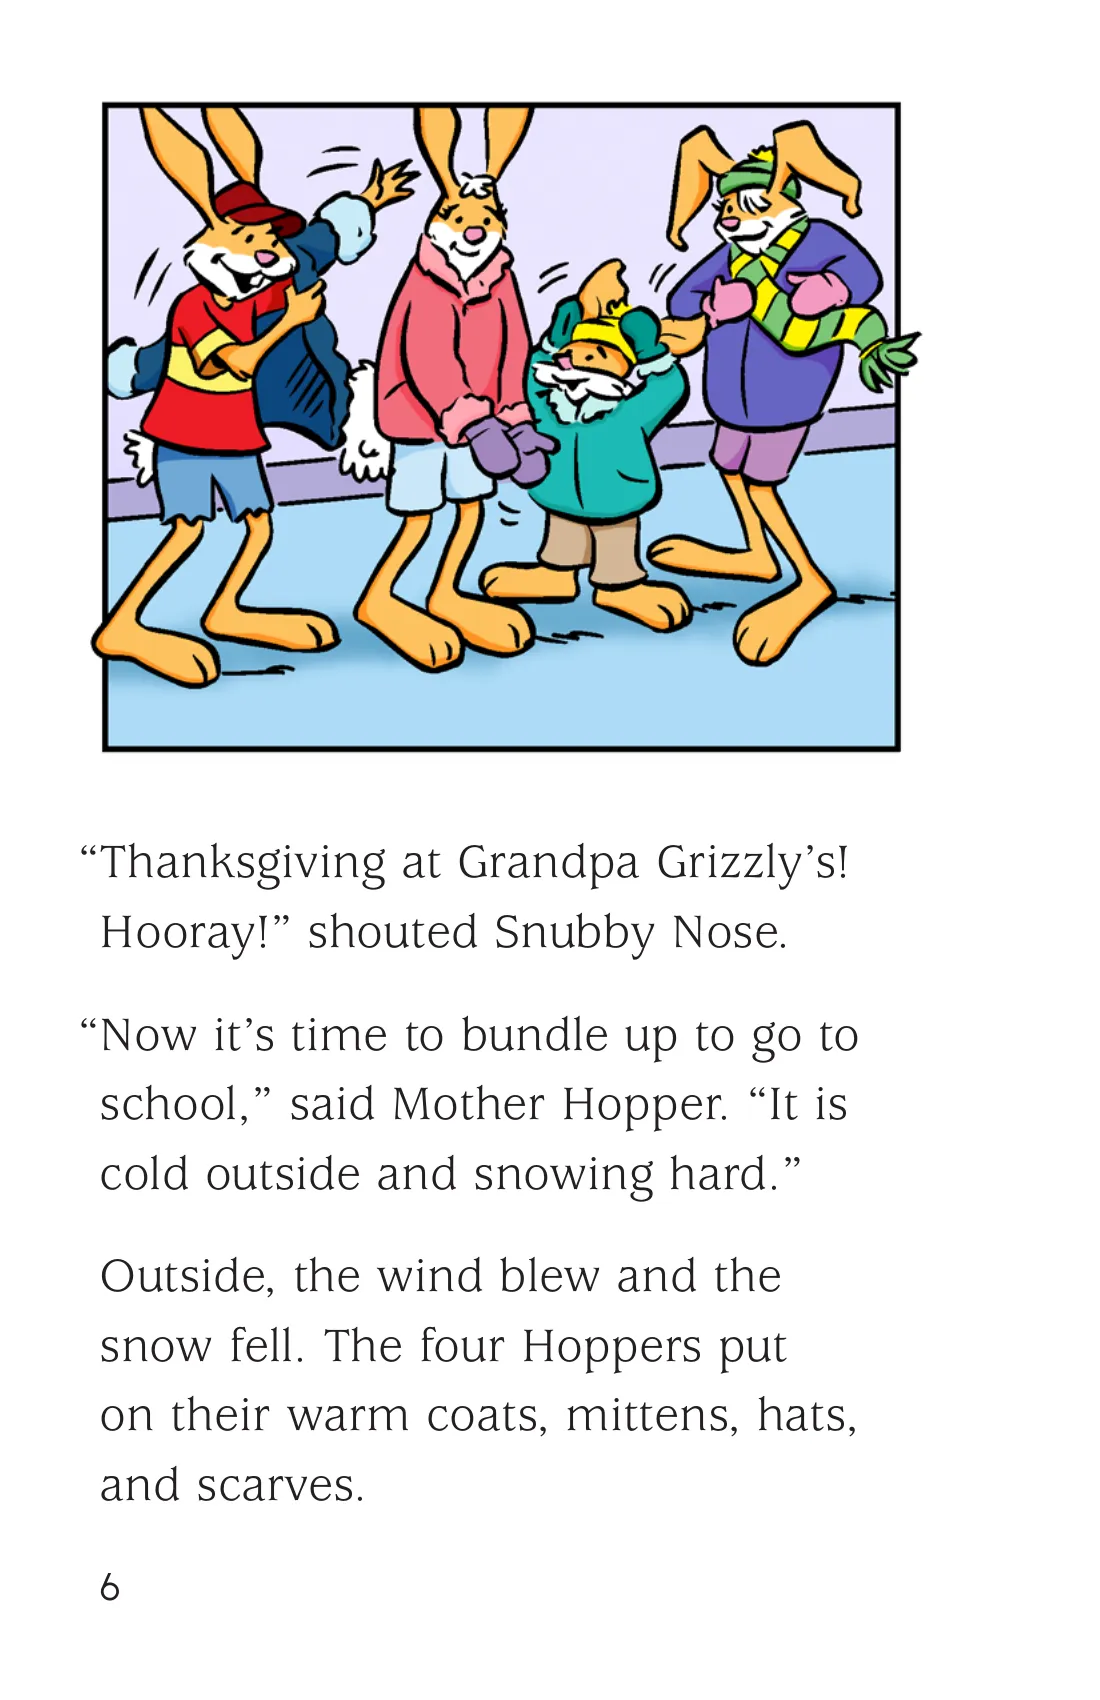 “Thanksgiving at Grandpa Grizzly’s!
Hooray!” shouted Snubby Nose.
“Now it’s time to bundle up to go to
school,” said Mother Hopper. “It is
cold outside and snowing hard.”
Outside, the wind blew and the
snow fell. The four Hoppers put
on their warm coats, mittens, hats,
and scarves.
6